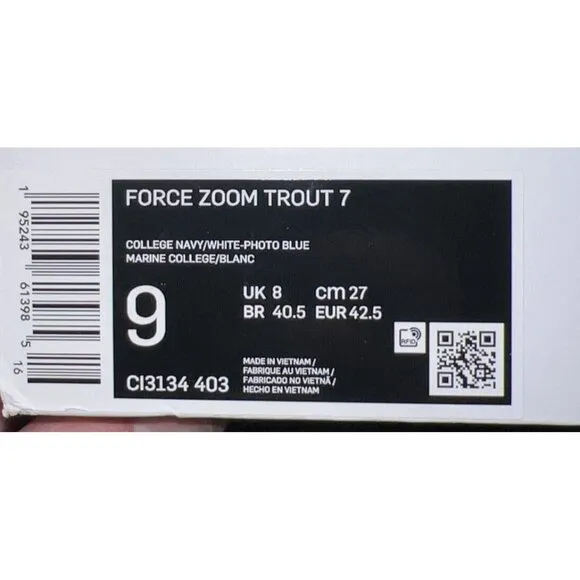 1 95243 61398 5 16
FORCE ZOOM TROUT 7
COLLEGE NAVY/WHITE-PHOTO BLUE
MARINE COLLEGE/BLANC
9
UK 8 cm 27
BR 40.5 EUR 42.5
CI3134 403
MADE IN VIETNAM /
FABRIQUE AU VIETNAM /
FABRICADO NO VIETNÃ /
HECHO EN VIETNAM
RFID